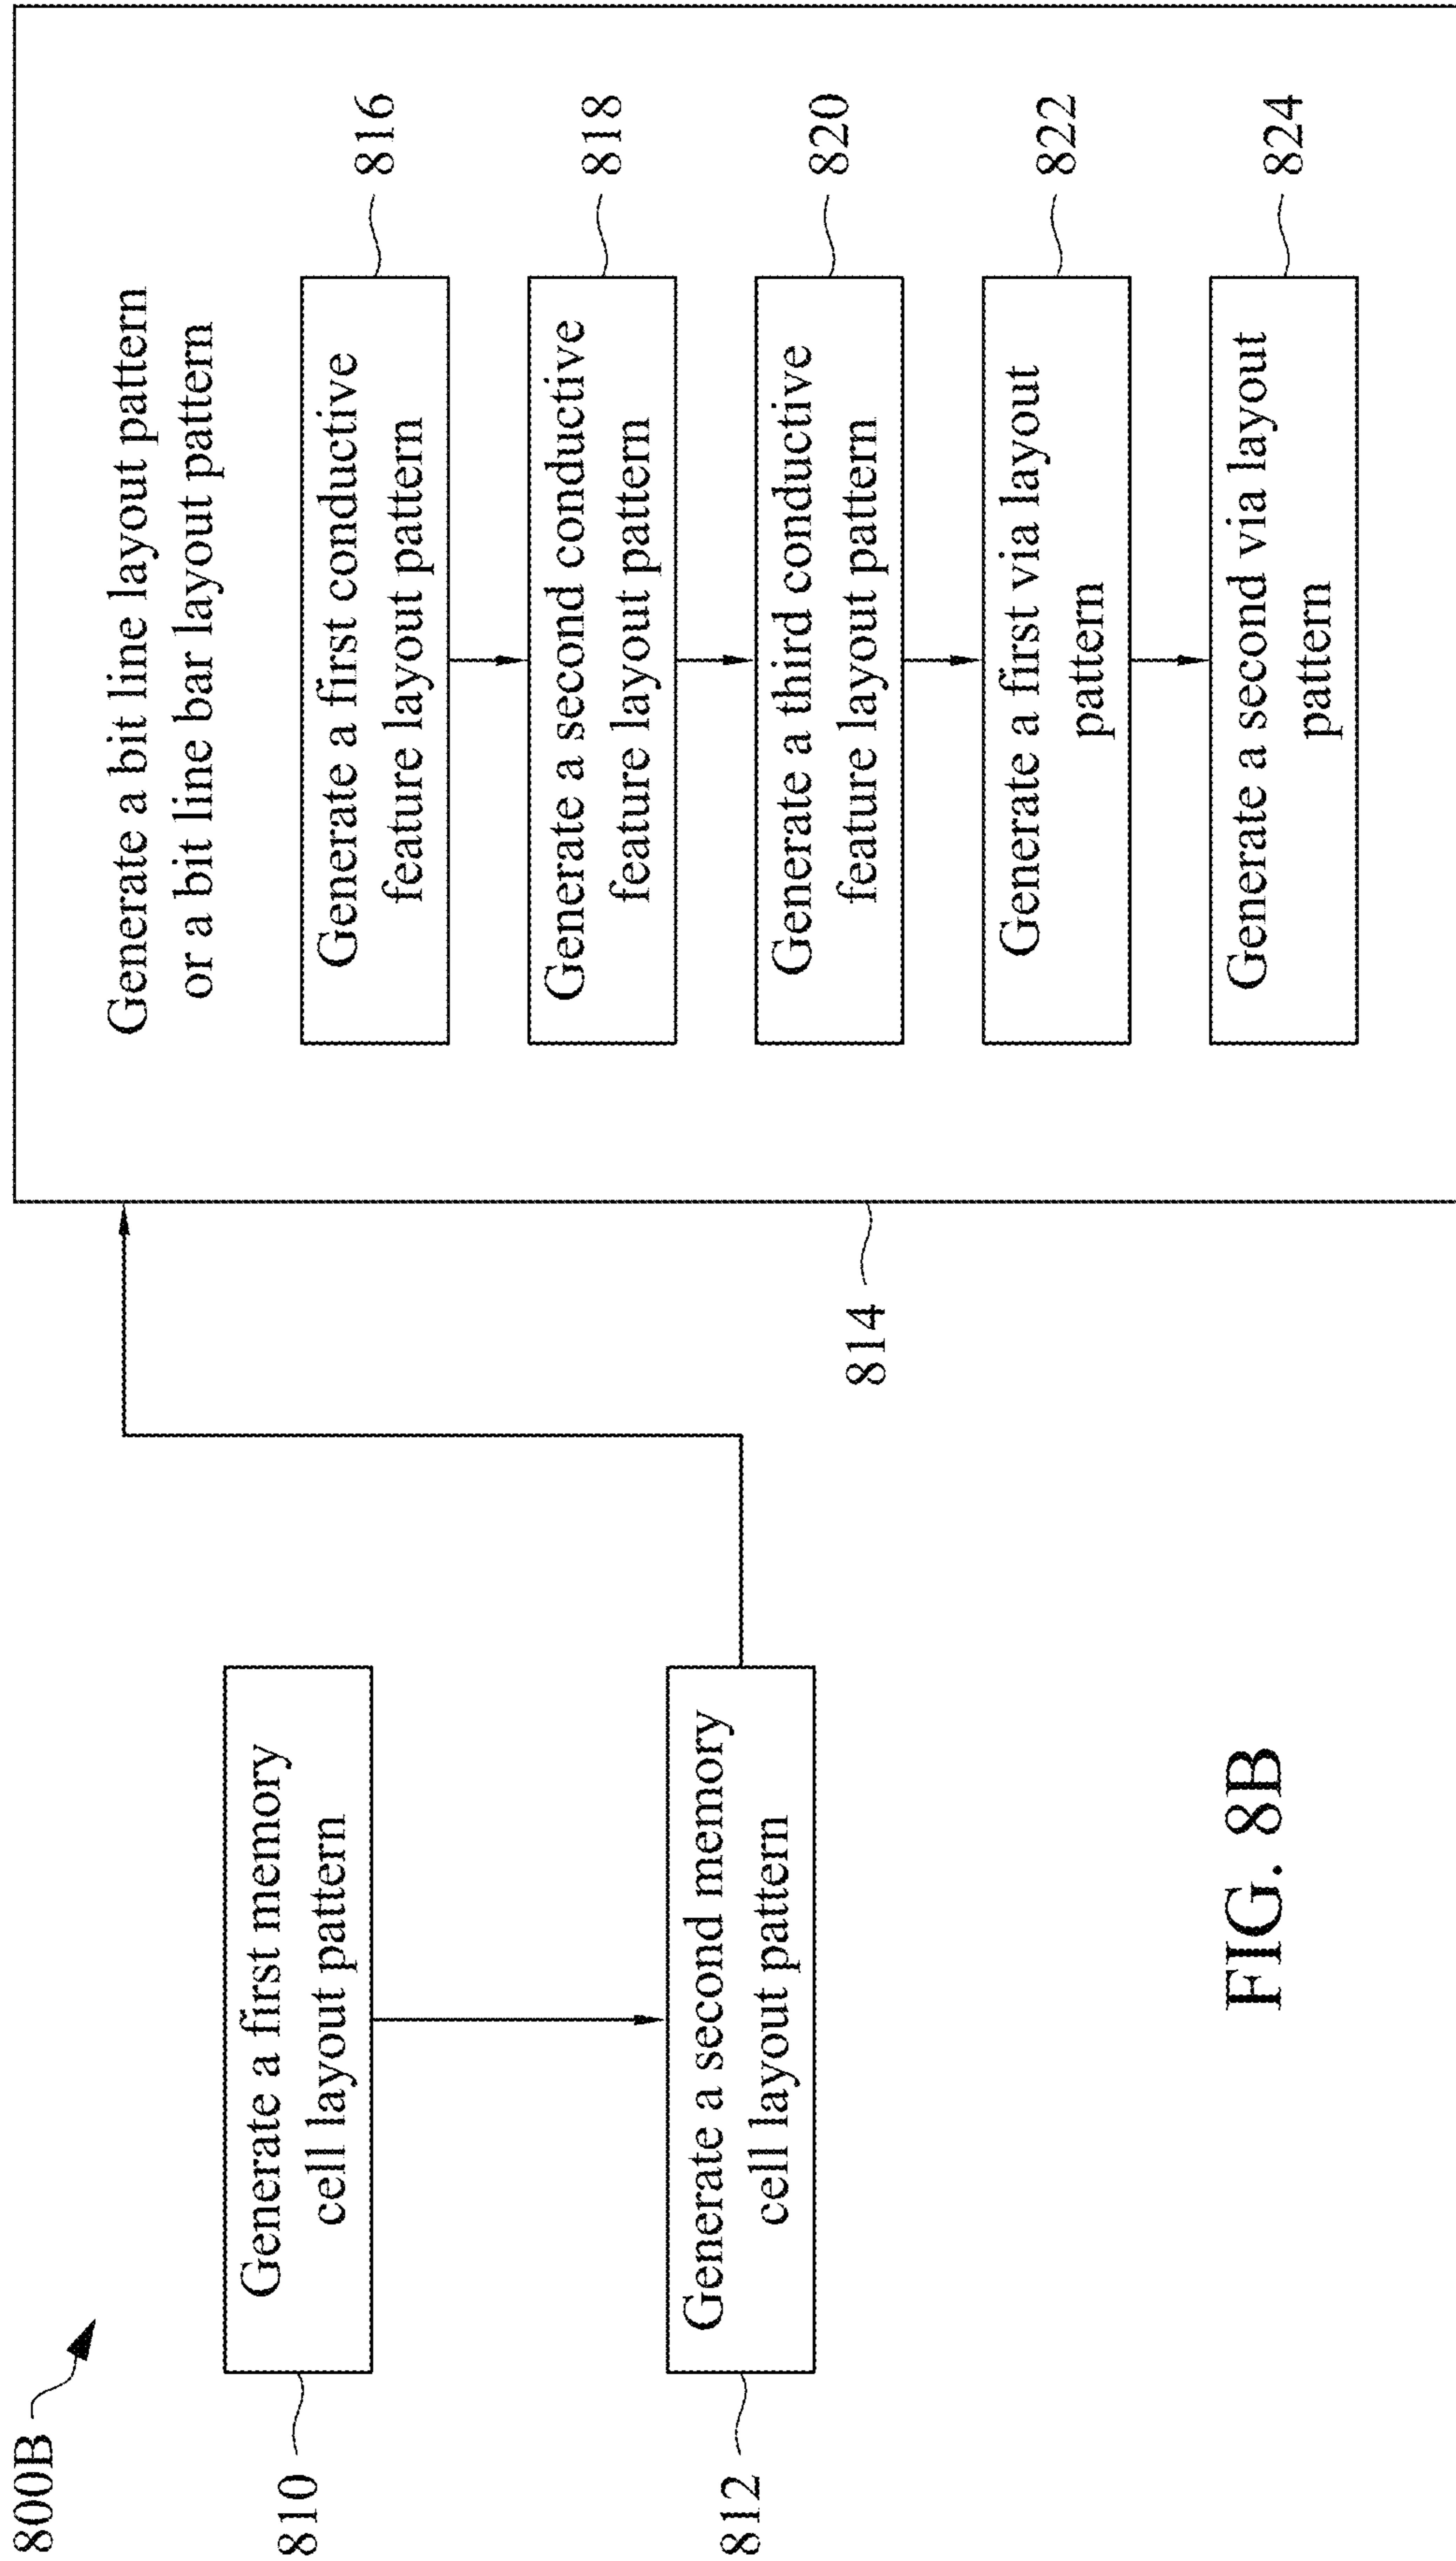 800B
810
Generate a first memory
cell layout pattern
812
Generate a second memory
cell layout pattern
814
Generate a bit line layout pattern
or a bit line bar layout pattern
Generate a first conductive
feature layout pattern
816
Generate a second conductive
feature layout pattern
818
Generate a third conductive
feature layout pattern
820
Generate a first via layout
pattern
822
Generate a second via layout
pattern
824
FIG. 8B